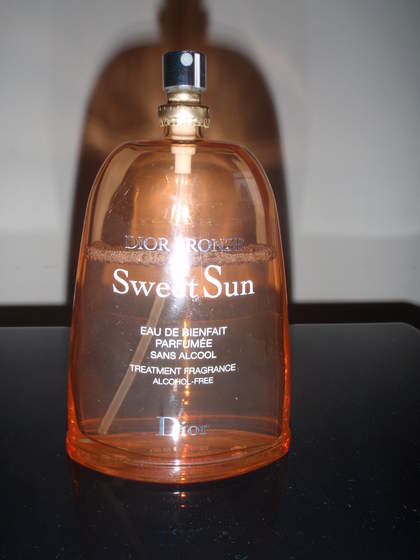 DIOR BRONZE
Sweet Sun
EAU DE BIENFAIT
PARFUMÉE
SANS ALCOOL
TREATMENT FRAGRANCE
ALCOHOL-FREE
Dior